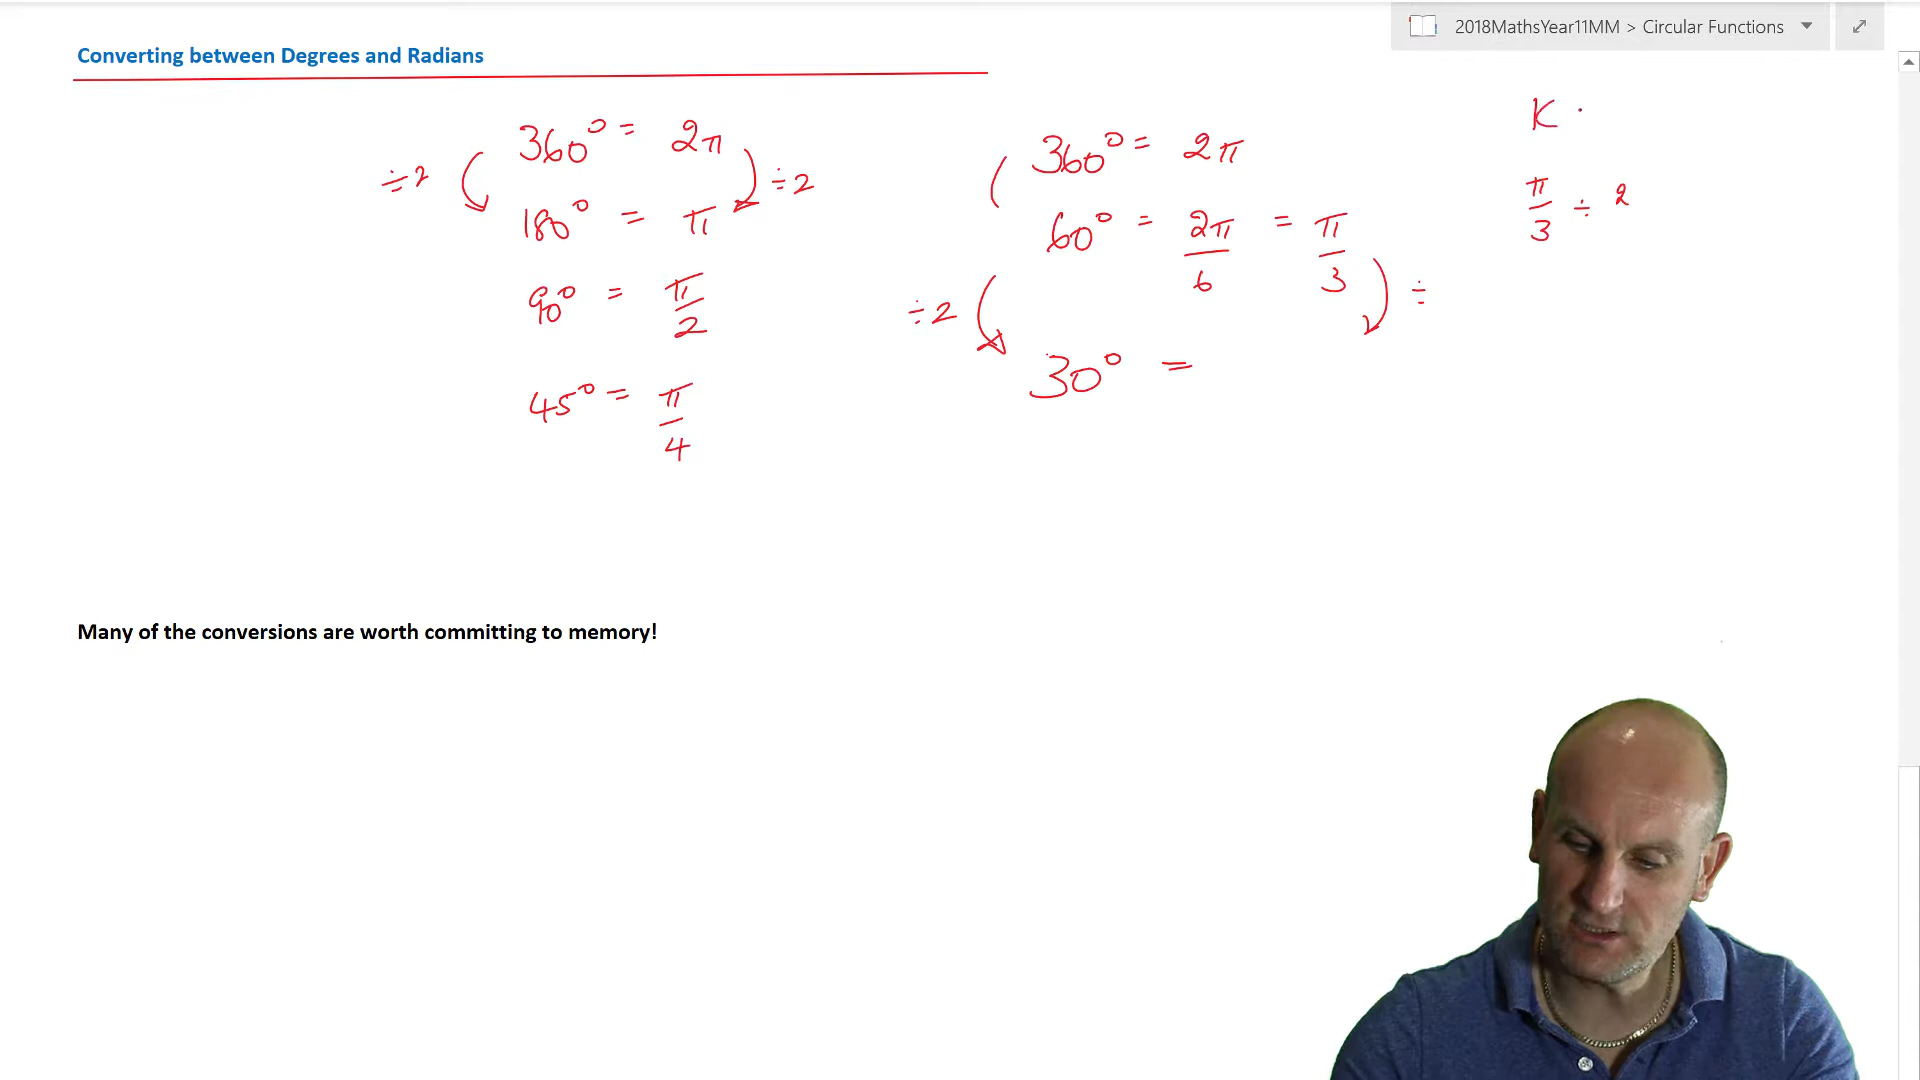 2018MathsYear11MM > Circular Functions
Converting between Degrees and Radians
360° = 2π
÷2 ÷2
180° = π
90° = π/2
45° = π/4
360° = 2π
60° = 2π/6 = π/3
÷2 ÷
30° =
K ·
π/3 ÷ 2
Many of the conversions are worth committing to memory!